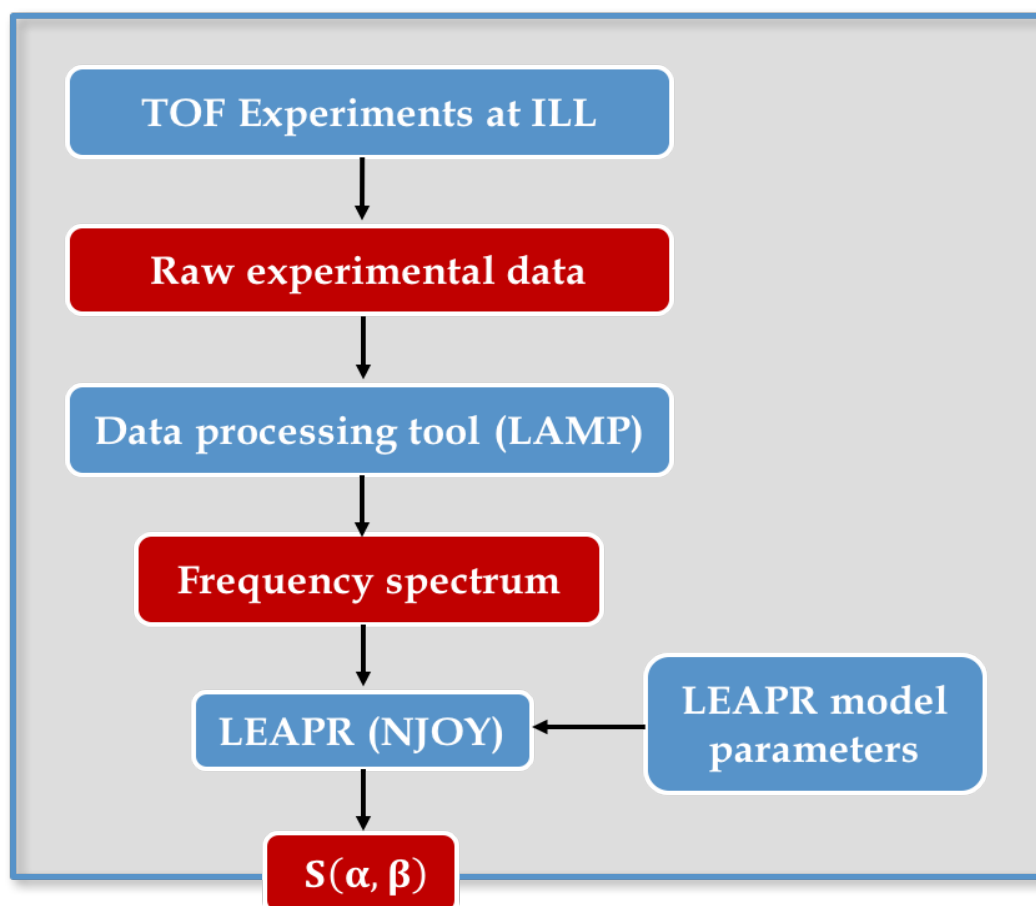 TOF Experiments at ILL
Raw experimental data
Data processing tool (LAMP)
Frequency spectrum
LEAPR (NJOY)
LEAPR model
parameters
S(α, β)